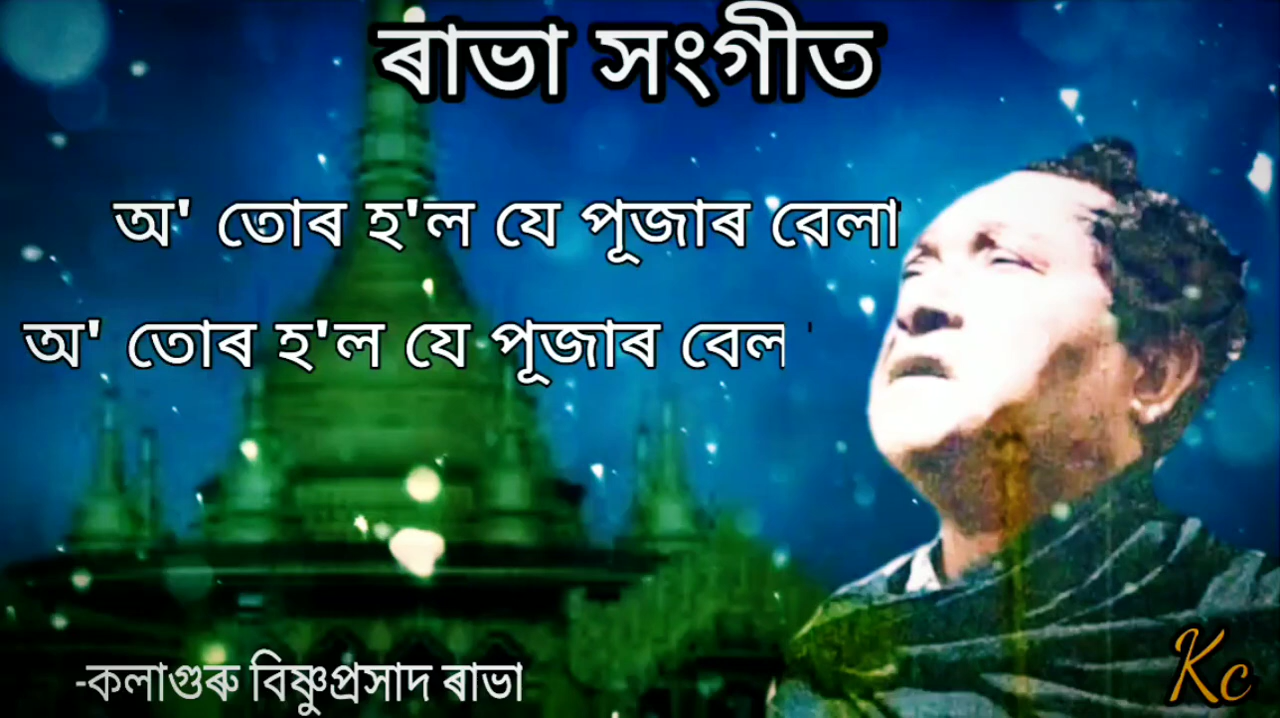 ৰাভা সংগীত
অ' তোৰ হ'ল যে পূজাৰ বেলা
অ' তোৰ হ'ল যে পূজাৰ বেল
-কলাগুৰু বিষ্ণুপ্ৰসাদ ৰাভা
Kc